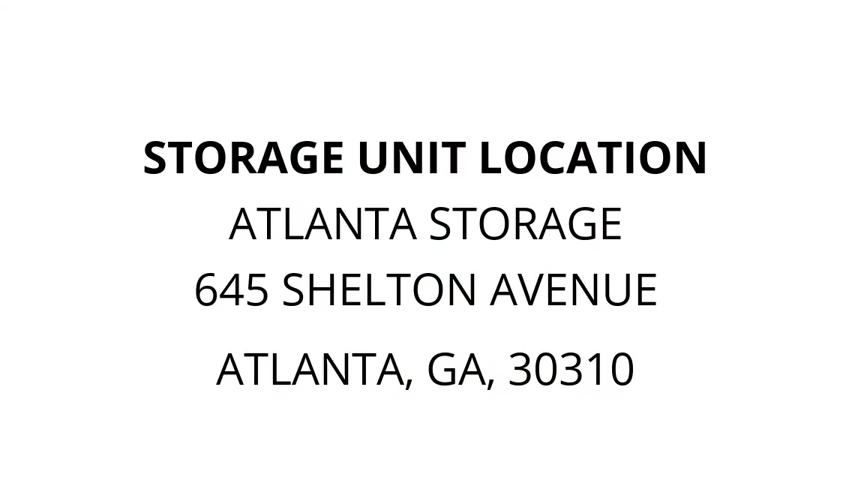 STORAGE UNIT LOCATION
ATLANTA STORAGE
645 SHELTON AVENUE
ATLANTA, GA, 30310